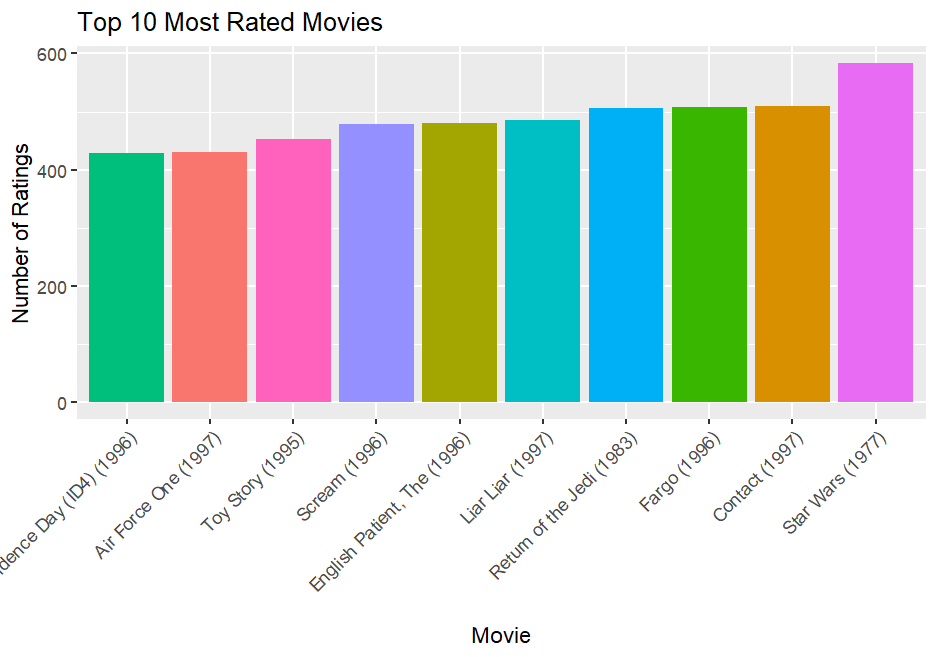 Top 10 Most Rated Movies
Number of Ratings
600
400
200
0
dence Day (ID4) (1996)
Air Force One (1997)
Toy Story (1995)
Scream (1996)
English Patient, The (1996)
Liar Liar (1997)
Return of the Jedi (1983)
Fargo (1996)
Contact (1997)
Star Wars (1977)
Movie